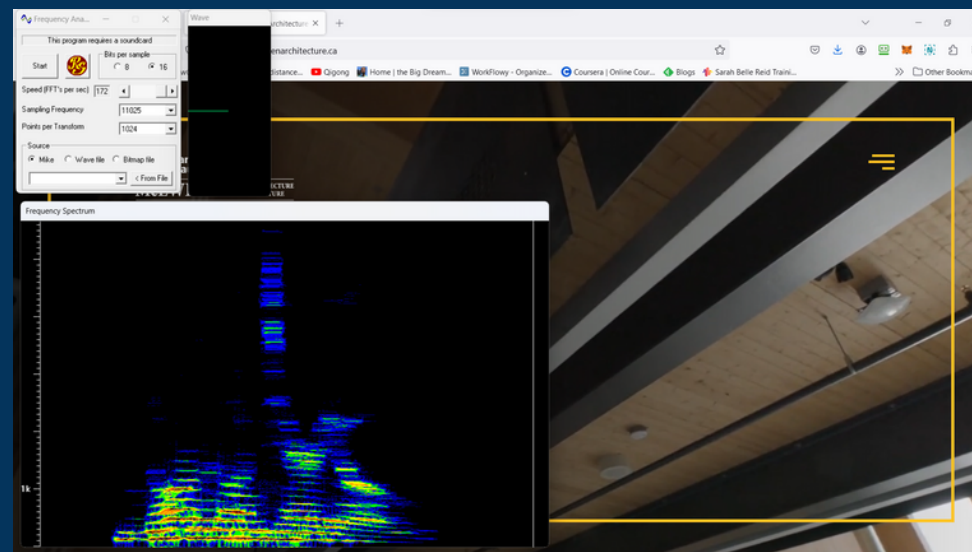 Frequency Ana...
Wave
architecture
enarchitecture.ca
This program requires a soundcard
Start
Bits per sample
8
16
distance...
Qigong
Home | the Big Dream...
WorkFlowy - Organize...
Coursera | Online Cour...
Blogs
Sarah Belle Reid Traini...
Other Bookma
Speed (FFT's per sec)
172
Sampling Frequency
11025
Points per Transform
1024
Source
Mike
Wave file
Bitmap file
< From File
Frequency Spectrum
1k